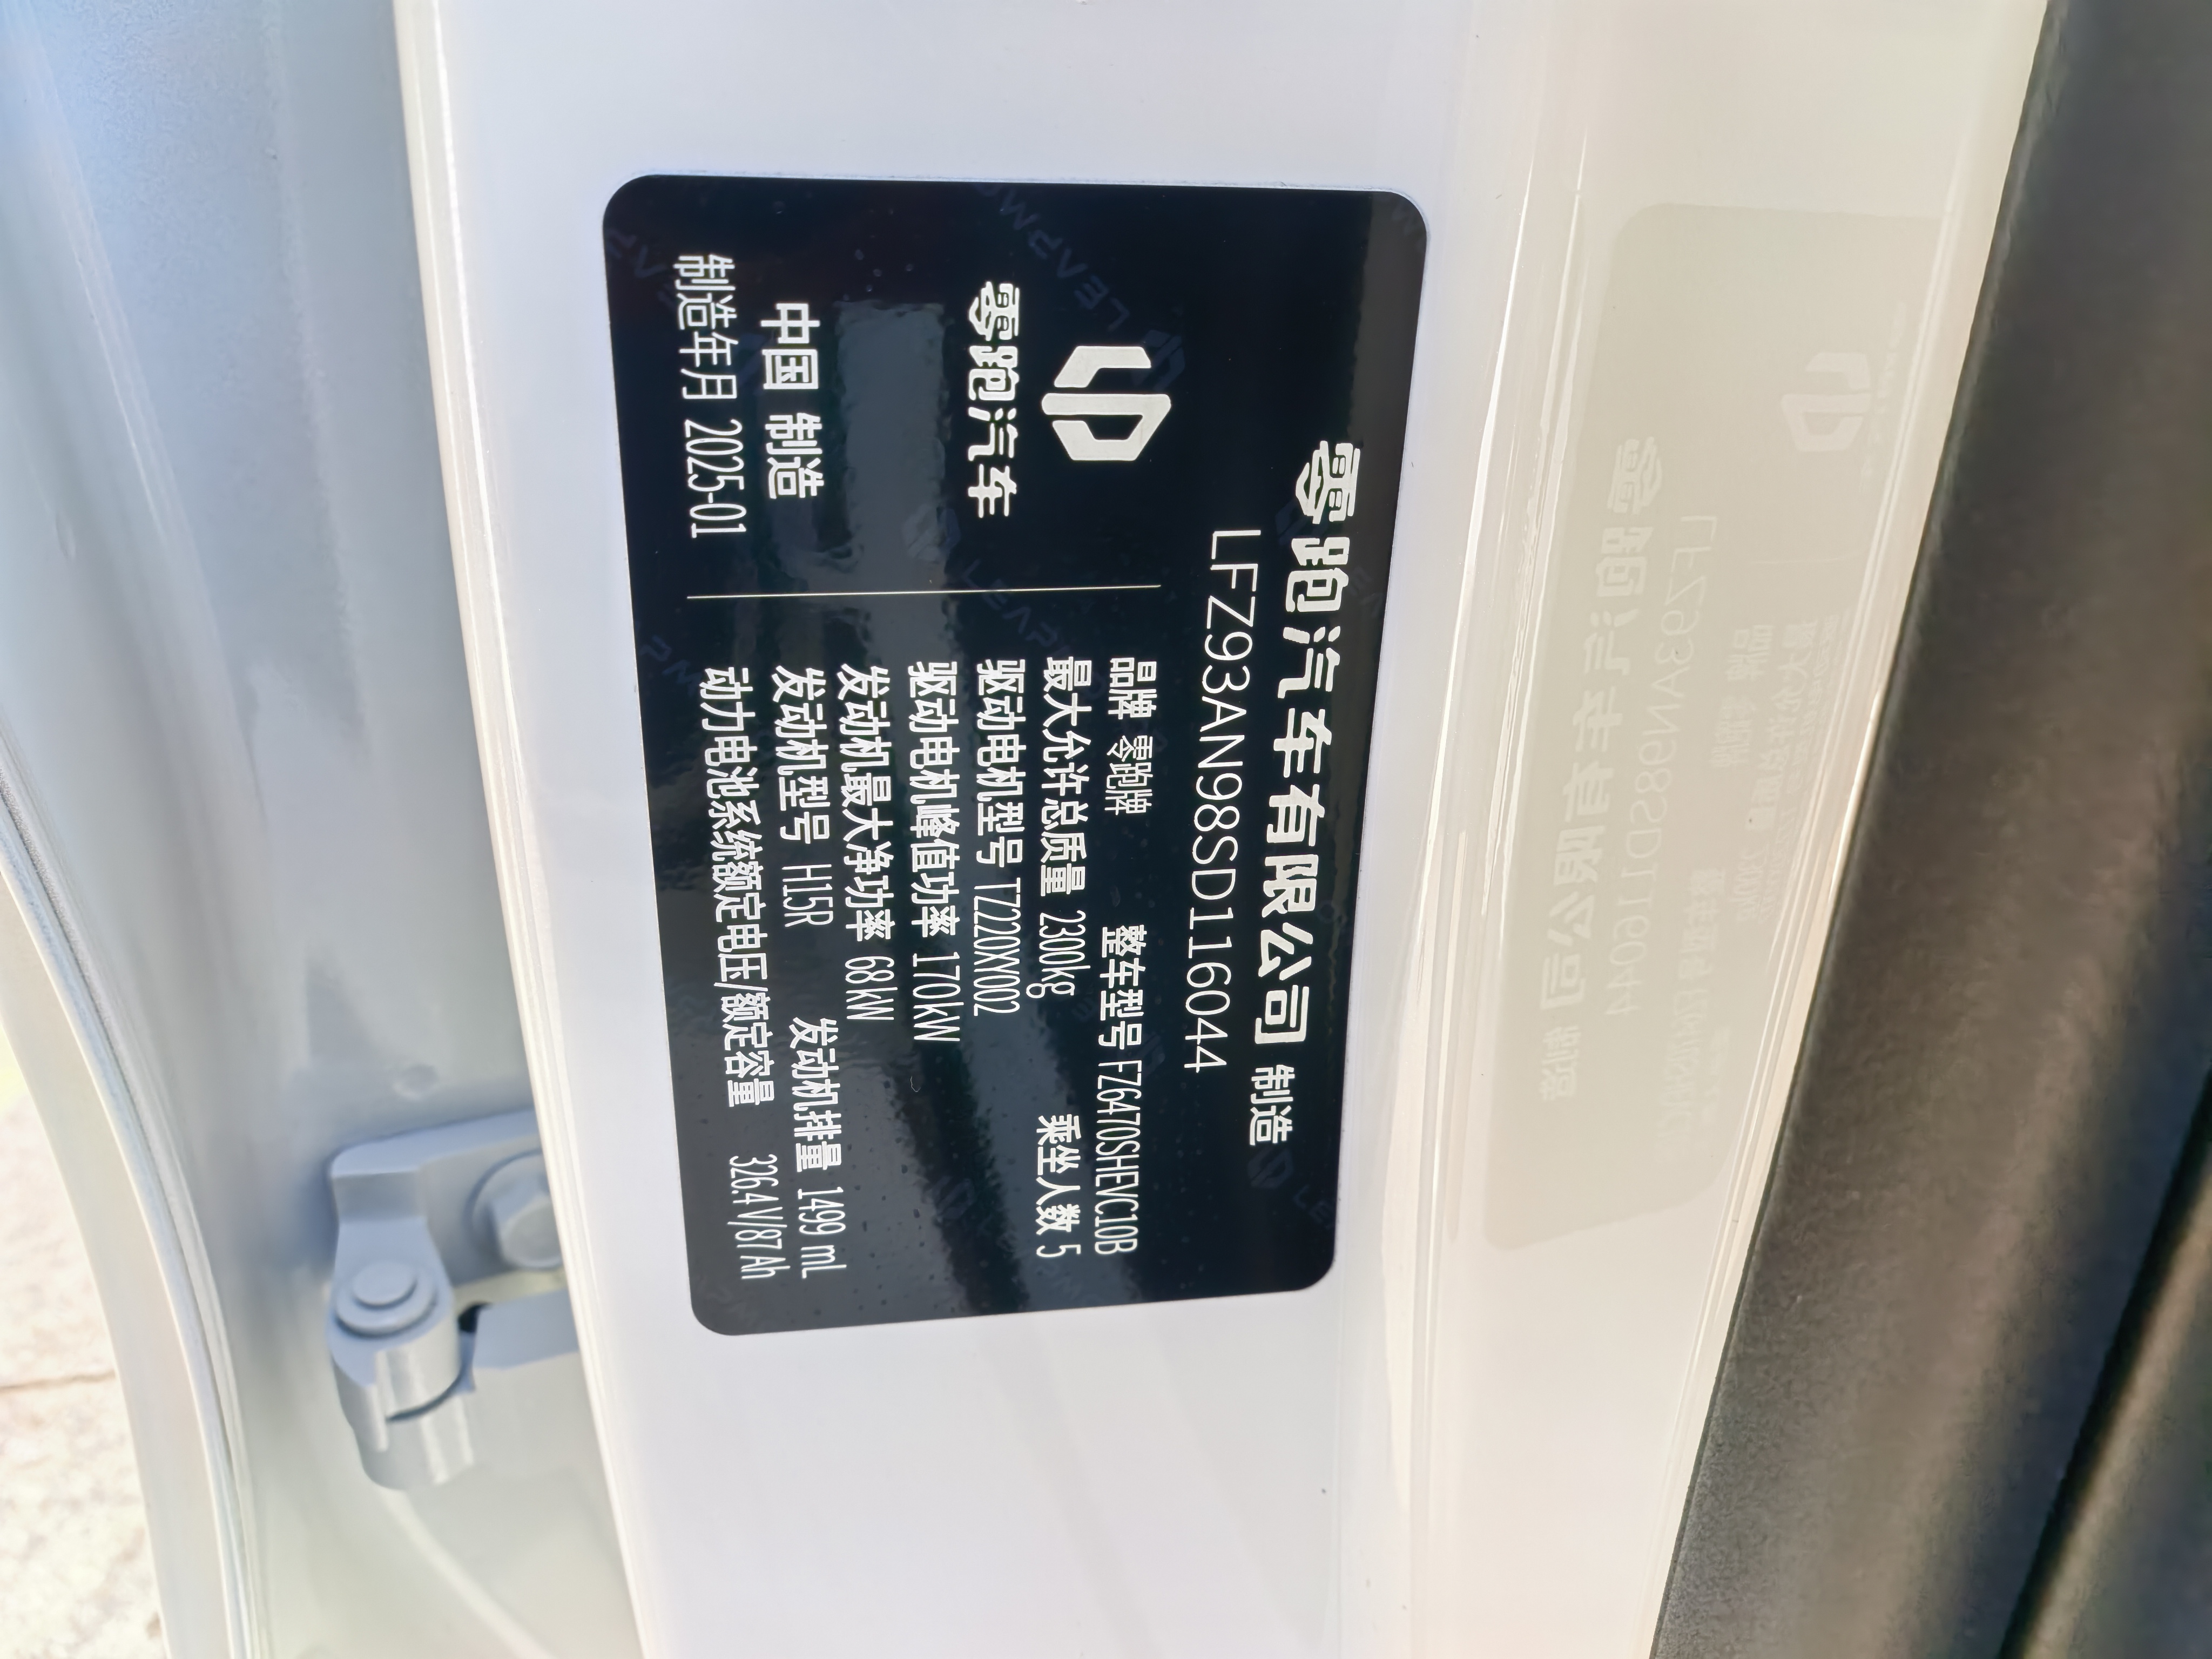 零跑汽车有限公司 制造
LFZ93AN98SD116044
零跑汽车
中国 制造
制造年月 2025-01
品牌 零跑牌 整车型号 FZ6470SHEVC10B
最大允许总质量 2300kg 乘坐人数 5
驱动电机型号 TZ220XY002
驱动电机峰值功率 170kW
发动机最大净功率 68kW
发动机型号 H15R 发动机排量 1499 mL
动力电池系统额定电压/额定容量 326.4 V/87 Ah